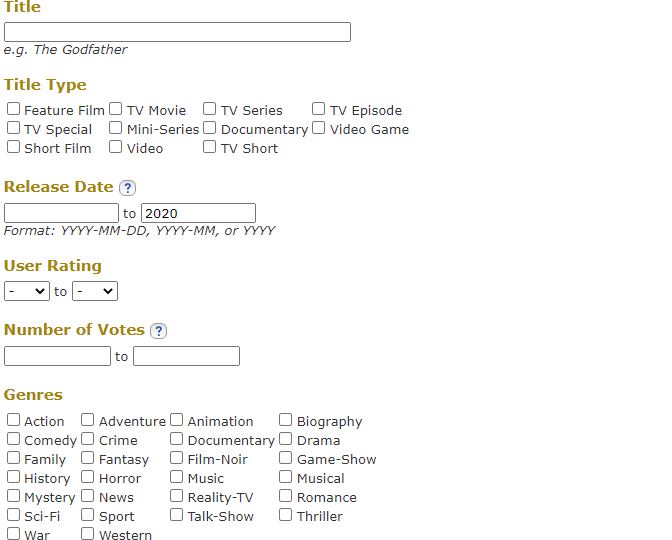 Title
e.g. The Godfather
Title Type
Feature Film TV Movie TV Series TV Episode
TV Special Mini-Series Documentary Video Game
Short Film Video TV Short
Release Date ?
to 2020
Format: YYYY-MM-DD, YYYY-MM, or YYYY
User Rating
- to -
Number of Votes ?
to
Genres
Action Adventure Animation Biography
Comedy Crime Documentary Drama
Family Fantasy Film-Noir Game-Show
History Horror Music Musical
Mystery News Reality-TV Romance
Sci-Fi Sport Talk-Show Thriller
War Western